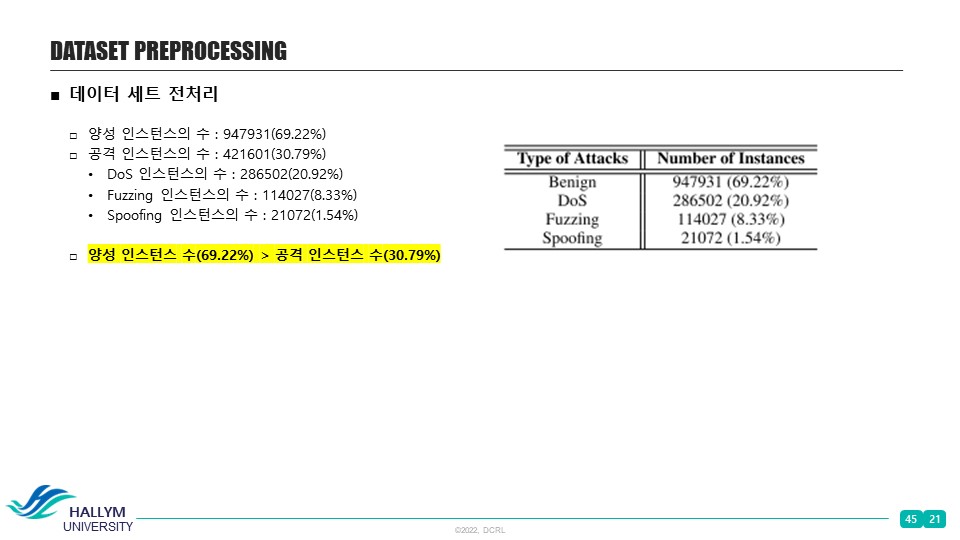 DATASET PREPROCESSING
■ 데이터 세트 전처리
□ 양성 인스턴스의 수 : 947931(69.22%)
□ 공격 인스턴스의 수 : 421601(30.79%)
• DoS 인스턴스의 수 : 286502(20.92%)
• Fuzzing 인스턴스의 수 : 114027(8.33%)
• Spoofing 인스턴스의 수 : 21072(1.54%)
□ 양성 인스턴스 수(69.22%) > 공격 인스턴스 수(30.79%)
Type of Attacks Number of Instances
Benign 947931 (69.22%)
DoS 286502 (20.92%)
Fuzzing 114027 (8.33%)
Spoofing 21072 (1.54%)
HALLYM
UNIVERSITY
©2022, DCRL
45 21